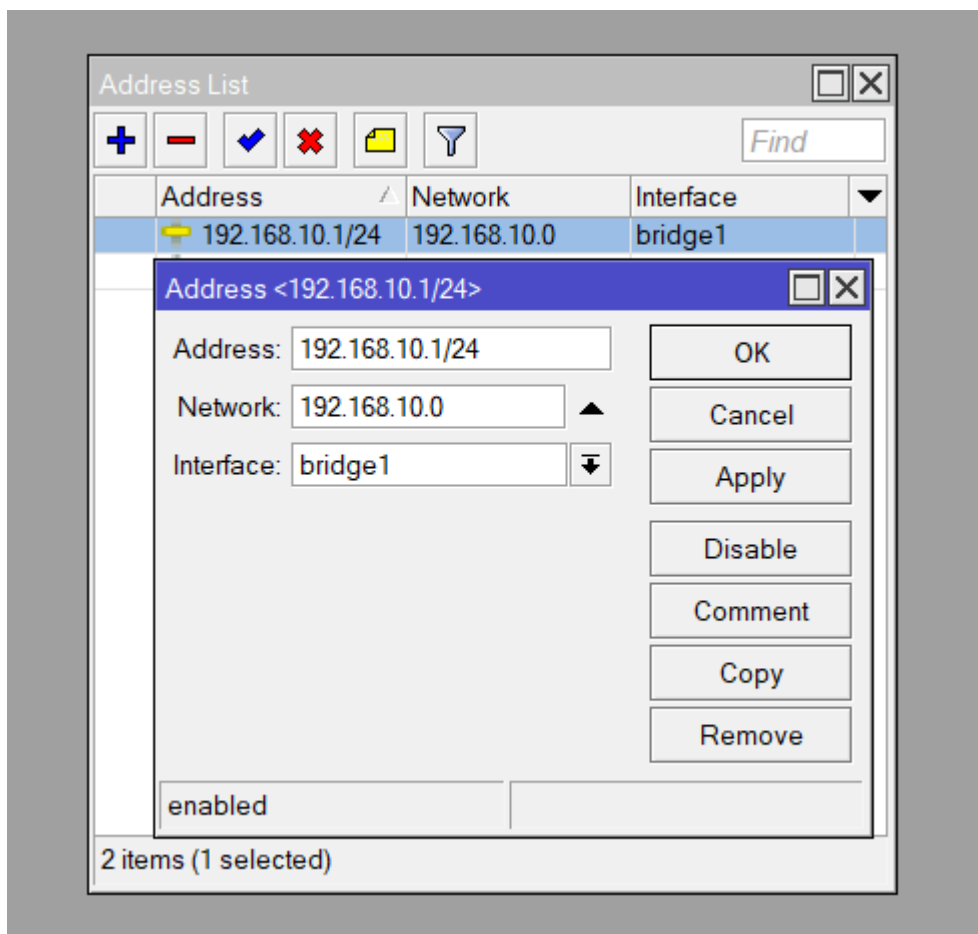 Address List
Find
Address Network Interface
192.168.10.1/24 192.168.10.0 bridge1
Address <192.168.10.1/24>
Address: 192.168.10.1/24 OK
Network: 192.168.10.0 Cancel
Interface: bridge1 Apply
Disable
Comment
Copy
Remove
enabled
2 items (1 selected)